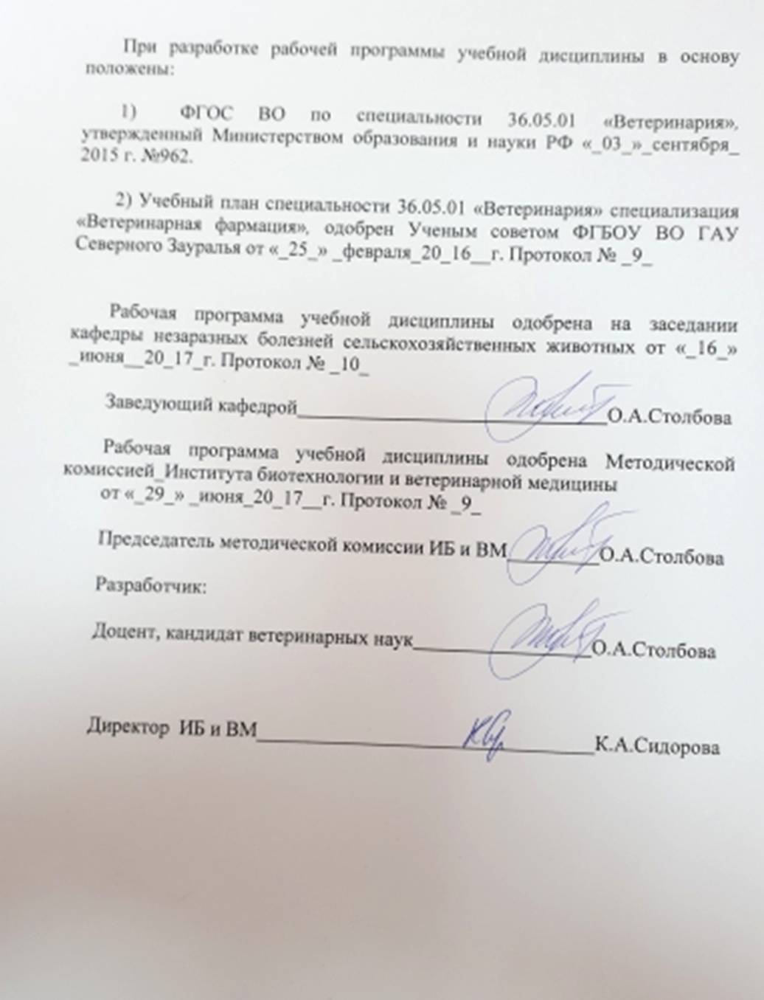 При разработке рабочей программы учебной дисциплины в основу
положены:
1) ФГОС ВО по специальности 36.05.01 «Ветеринария»,
утвержденный Министерством образования и науки РФ «_03_»_сентября_
2015 г. №962.
2) Учебный план специальности 36.05.01 «Ветеринария» специализация
«Ветеринарная фармация», одобрен Ученым советом ФГБОУ ВО ГАУ
Северного Зауралья от «_25_» _февраля_20_16__г. Протокол № _9_
Рабочая программа учебной дисциплины одобрена на заседании
кафедры незаразных болезней сельскохозяйственных животных от «_16_»
_июня__20_17_г. Протокол № _10_
Заведующий кафедрой О.А.Столбова
Рабочая программа учебной дисциплины одобрена Методической
комиссией_Института биотехнологии и ветеринарной медицины
от «_29_» _июня_20_17__г. Протокол № _9_
Председатель методической комиссии ИБ и ВМ О.А.Столбова
Разработчик:
Доцент, кандидат ветеринарных наук О.А.Столбова
Директор ИБ и ВМ К.А.Сидорова